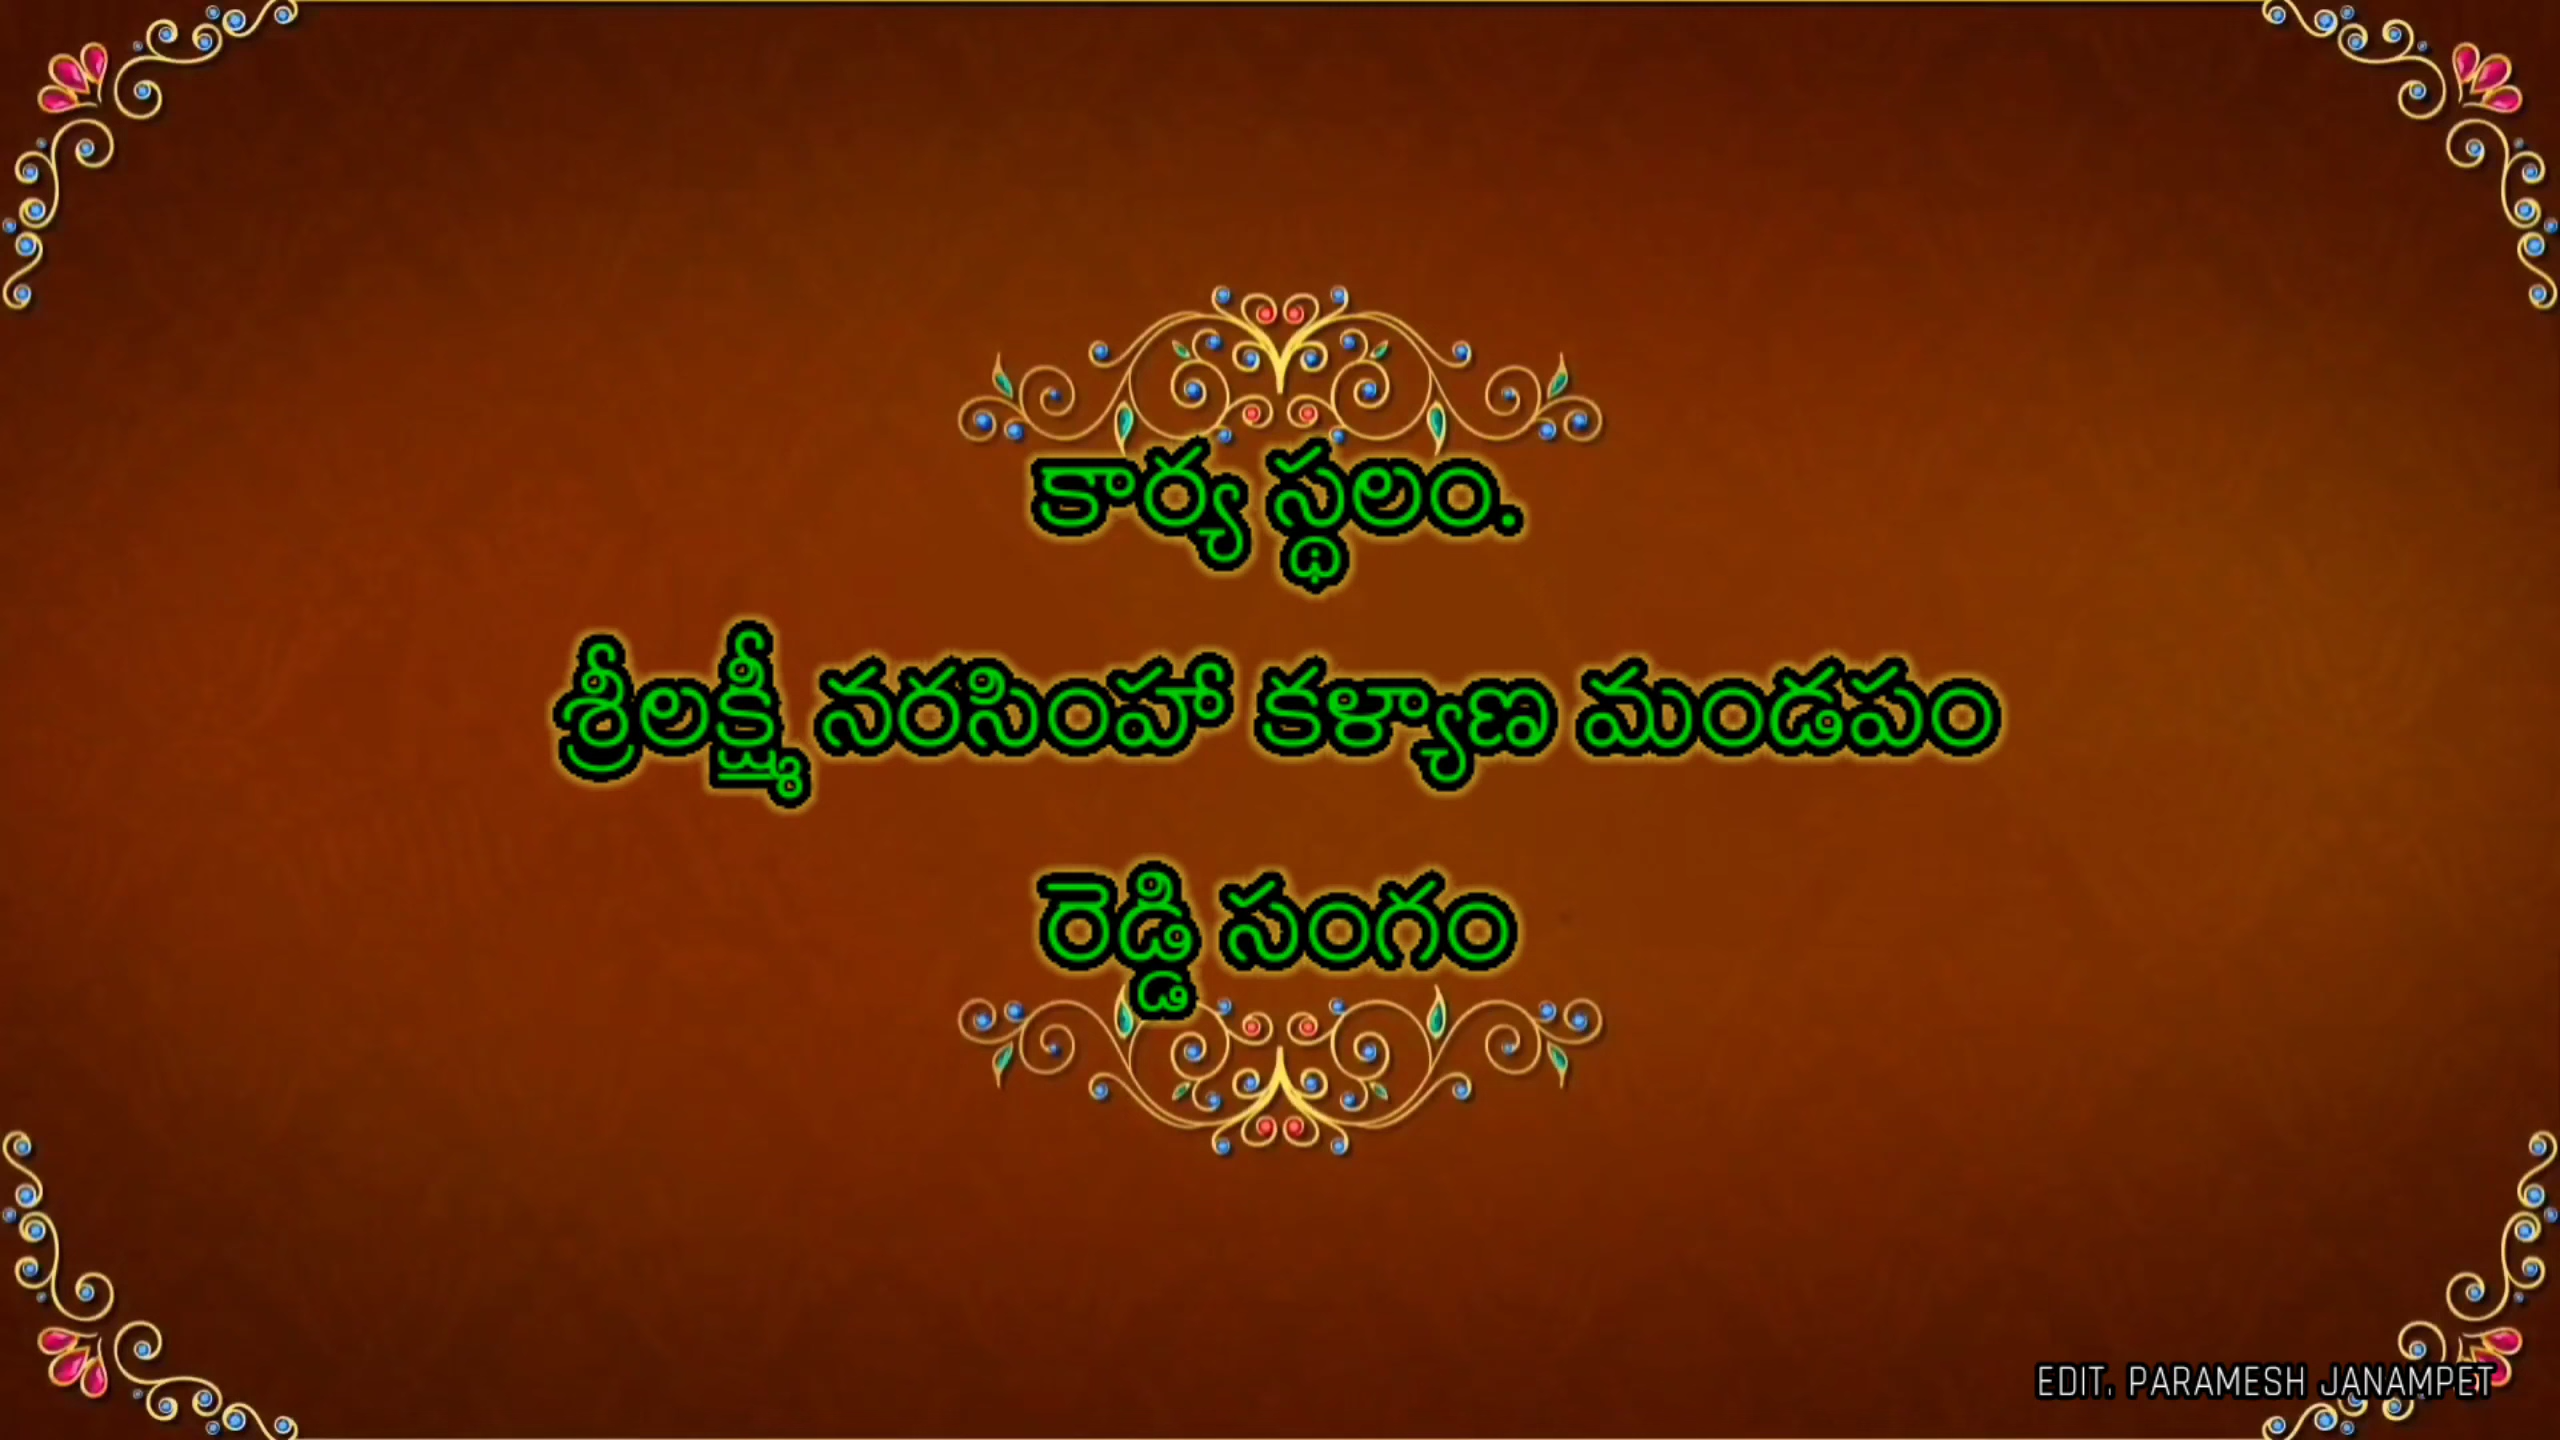 కార్య స్థలం.
శ్రీలక్ష్మీ నరసింహా కళ్యాణ మండపం
రెడ్డి సంగం
EDIT. PARAMESH JANAMPET